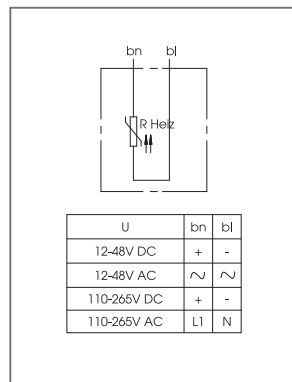 bn bl
R Heiz
U bn bl
12-48V DC + -
12-48V AC ~ ~
110-265V DC + -
110-265V AC L1 N